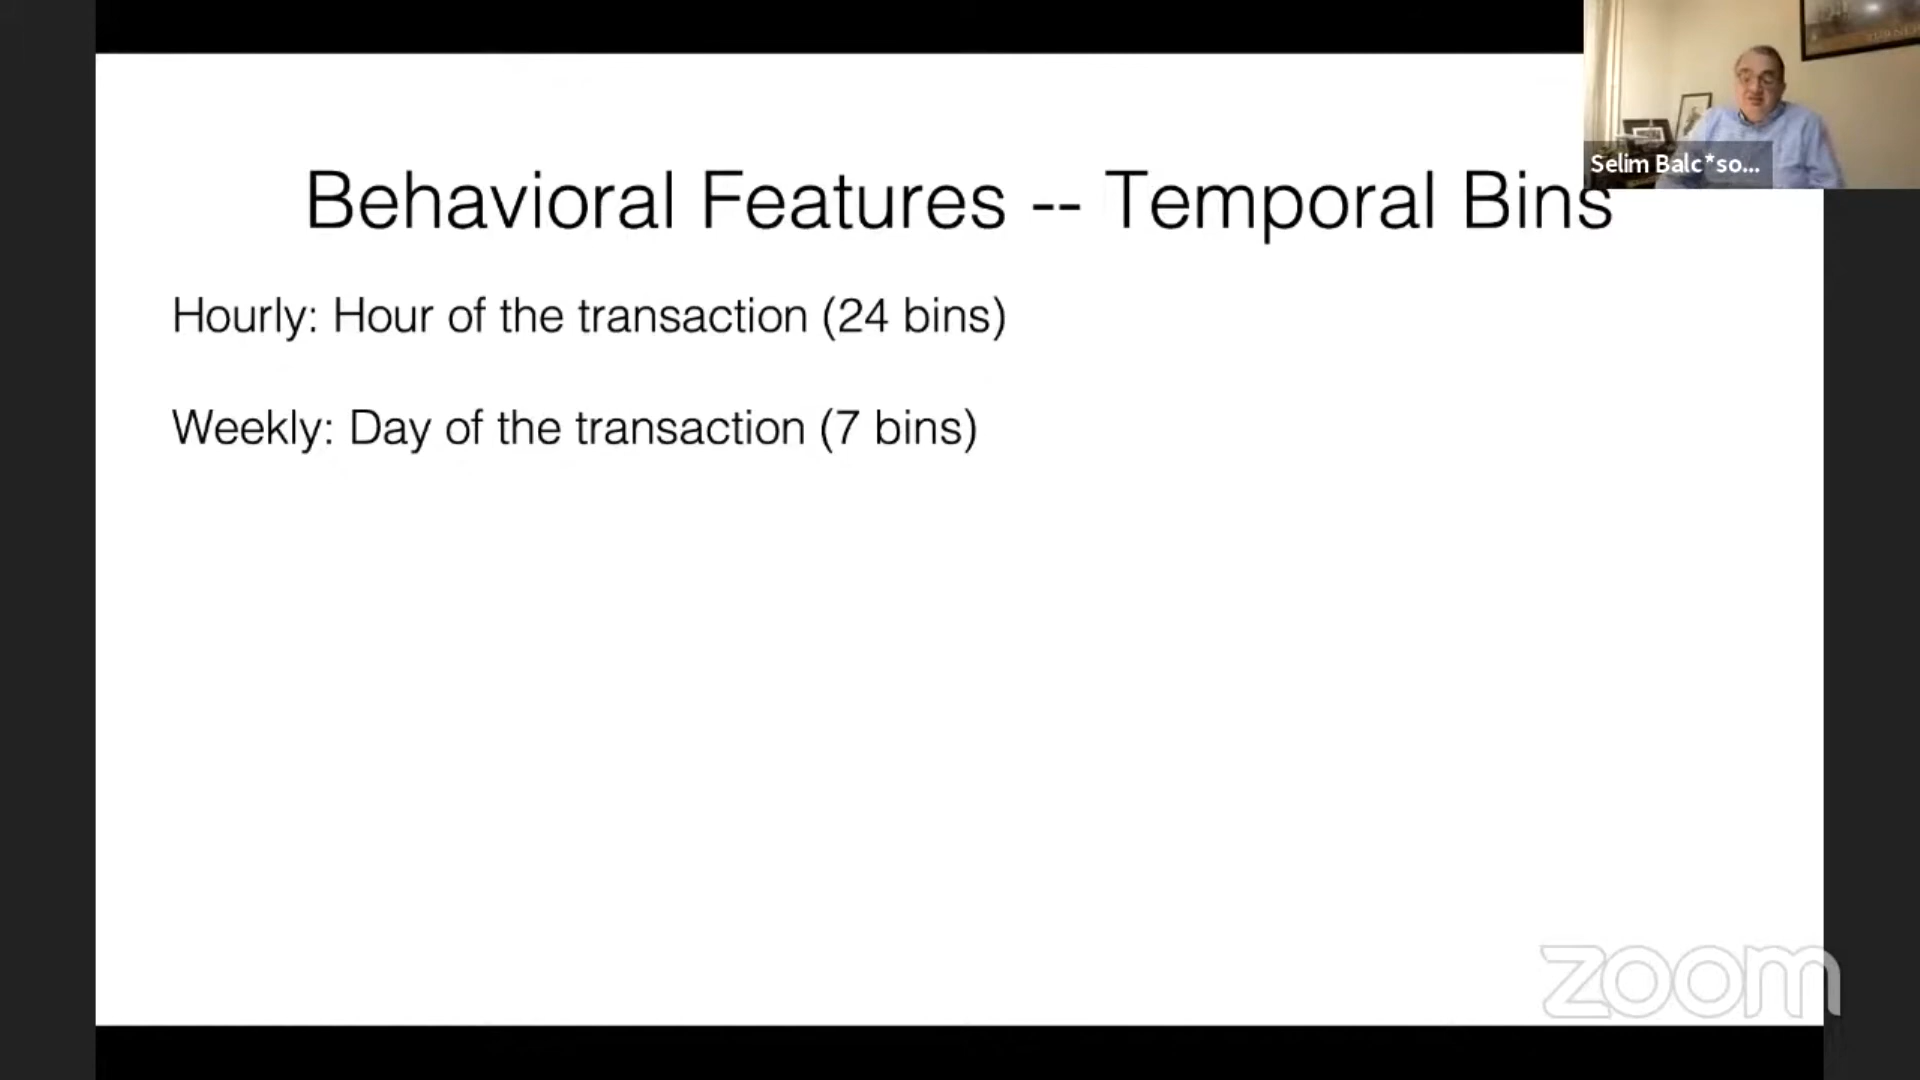 Selim Balc*so...
Behavioral Features -- Temporal Bins
Hourly: Hour of the transaction (24 bins)
Weekly: Day of the transaction (7 bins)
zoom